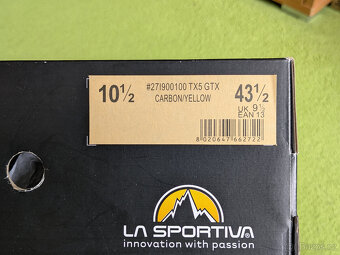 10½
#27I900100 TX5 GTX
CARBON/YELLOW
43½
UK 9½
EAN 13
8020647662722
LA SPORTIVA®
innovation with passion